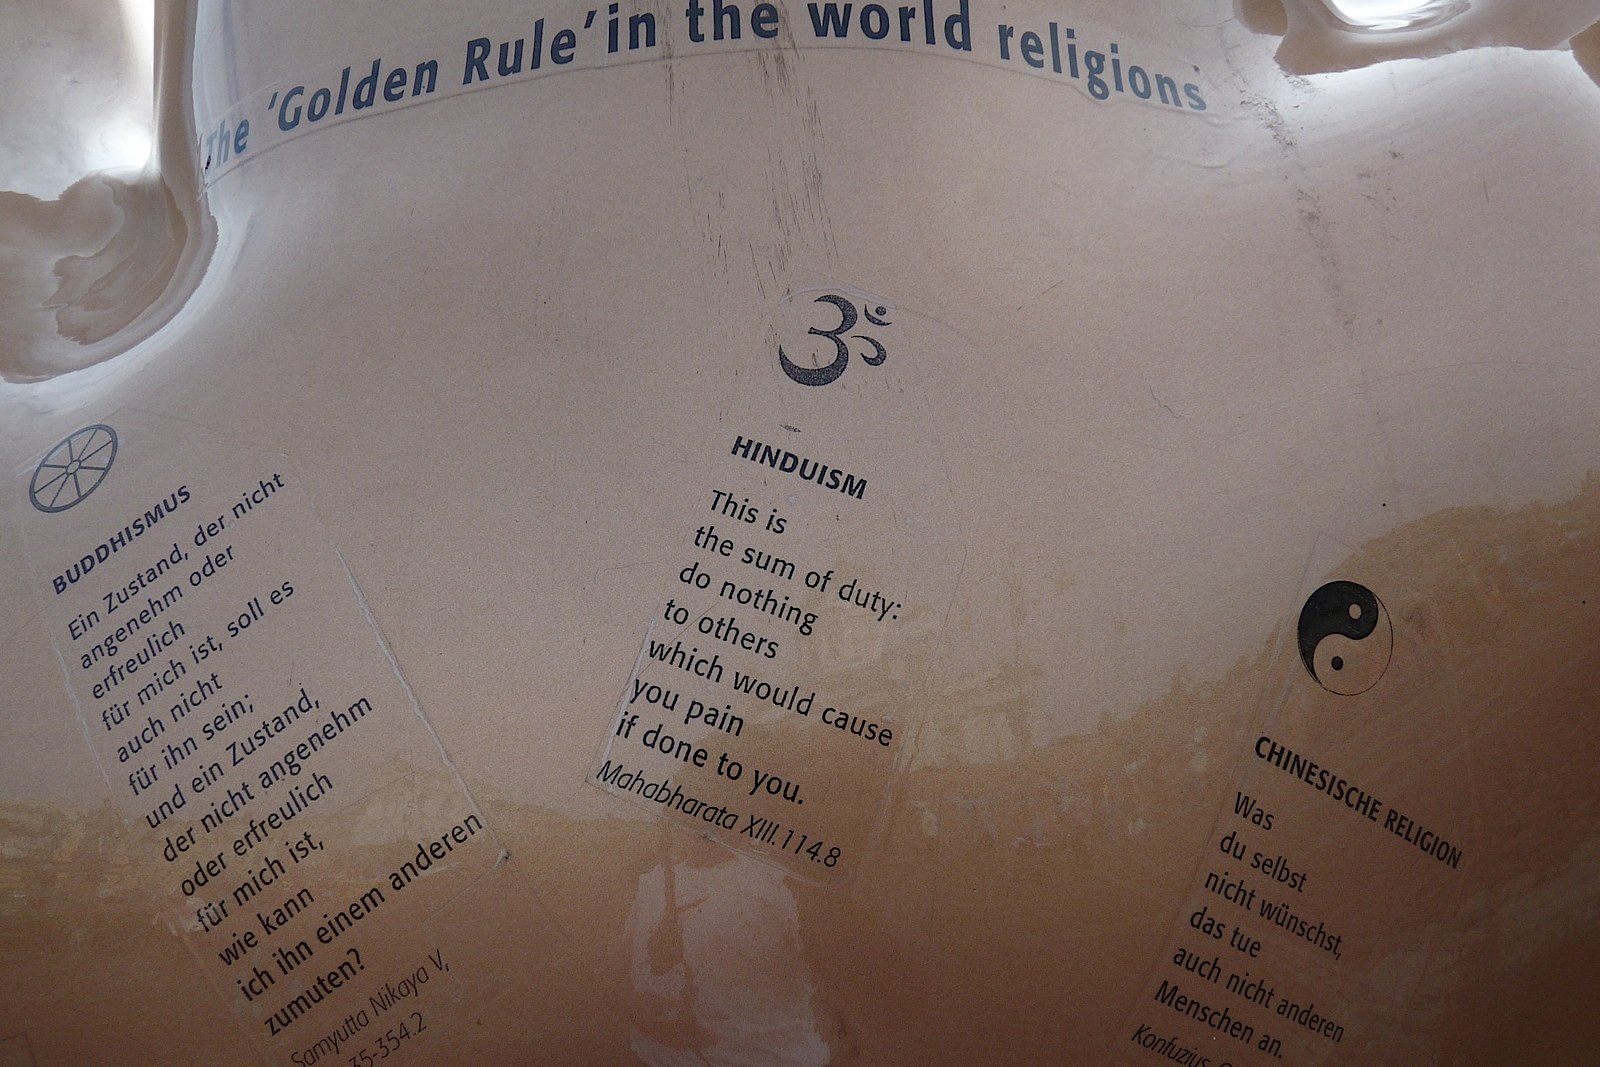 The 'Golden Rule' in the world religions
BUDDHISMUS
Ein Zustand, der nicht
angenehm oder
erfreulich
für mich ist, soll es
auch nicht
für ihn sein;
und ein Zustand,
der nicht angenehm
oder erfreulich
für mich ist,
wie kann
ich ihn einem anderen
zumuten?
Samyutta Nikaya V,
35-354.2
HINDUISM
This is
the sum of duty:
do nothing
to others
which would cause
you pain
if done to you.
Mahabharata XIII.114.8
CHINESISCHE RELIGION
Was
du selbst
nicht wünschst,
das tue
auch nicht anderen
Menschen an.
Konfuzius,